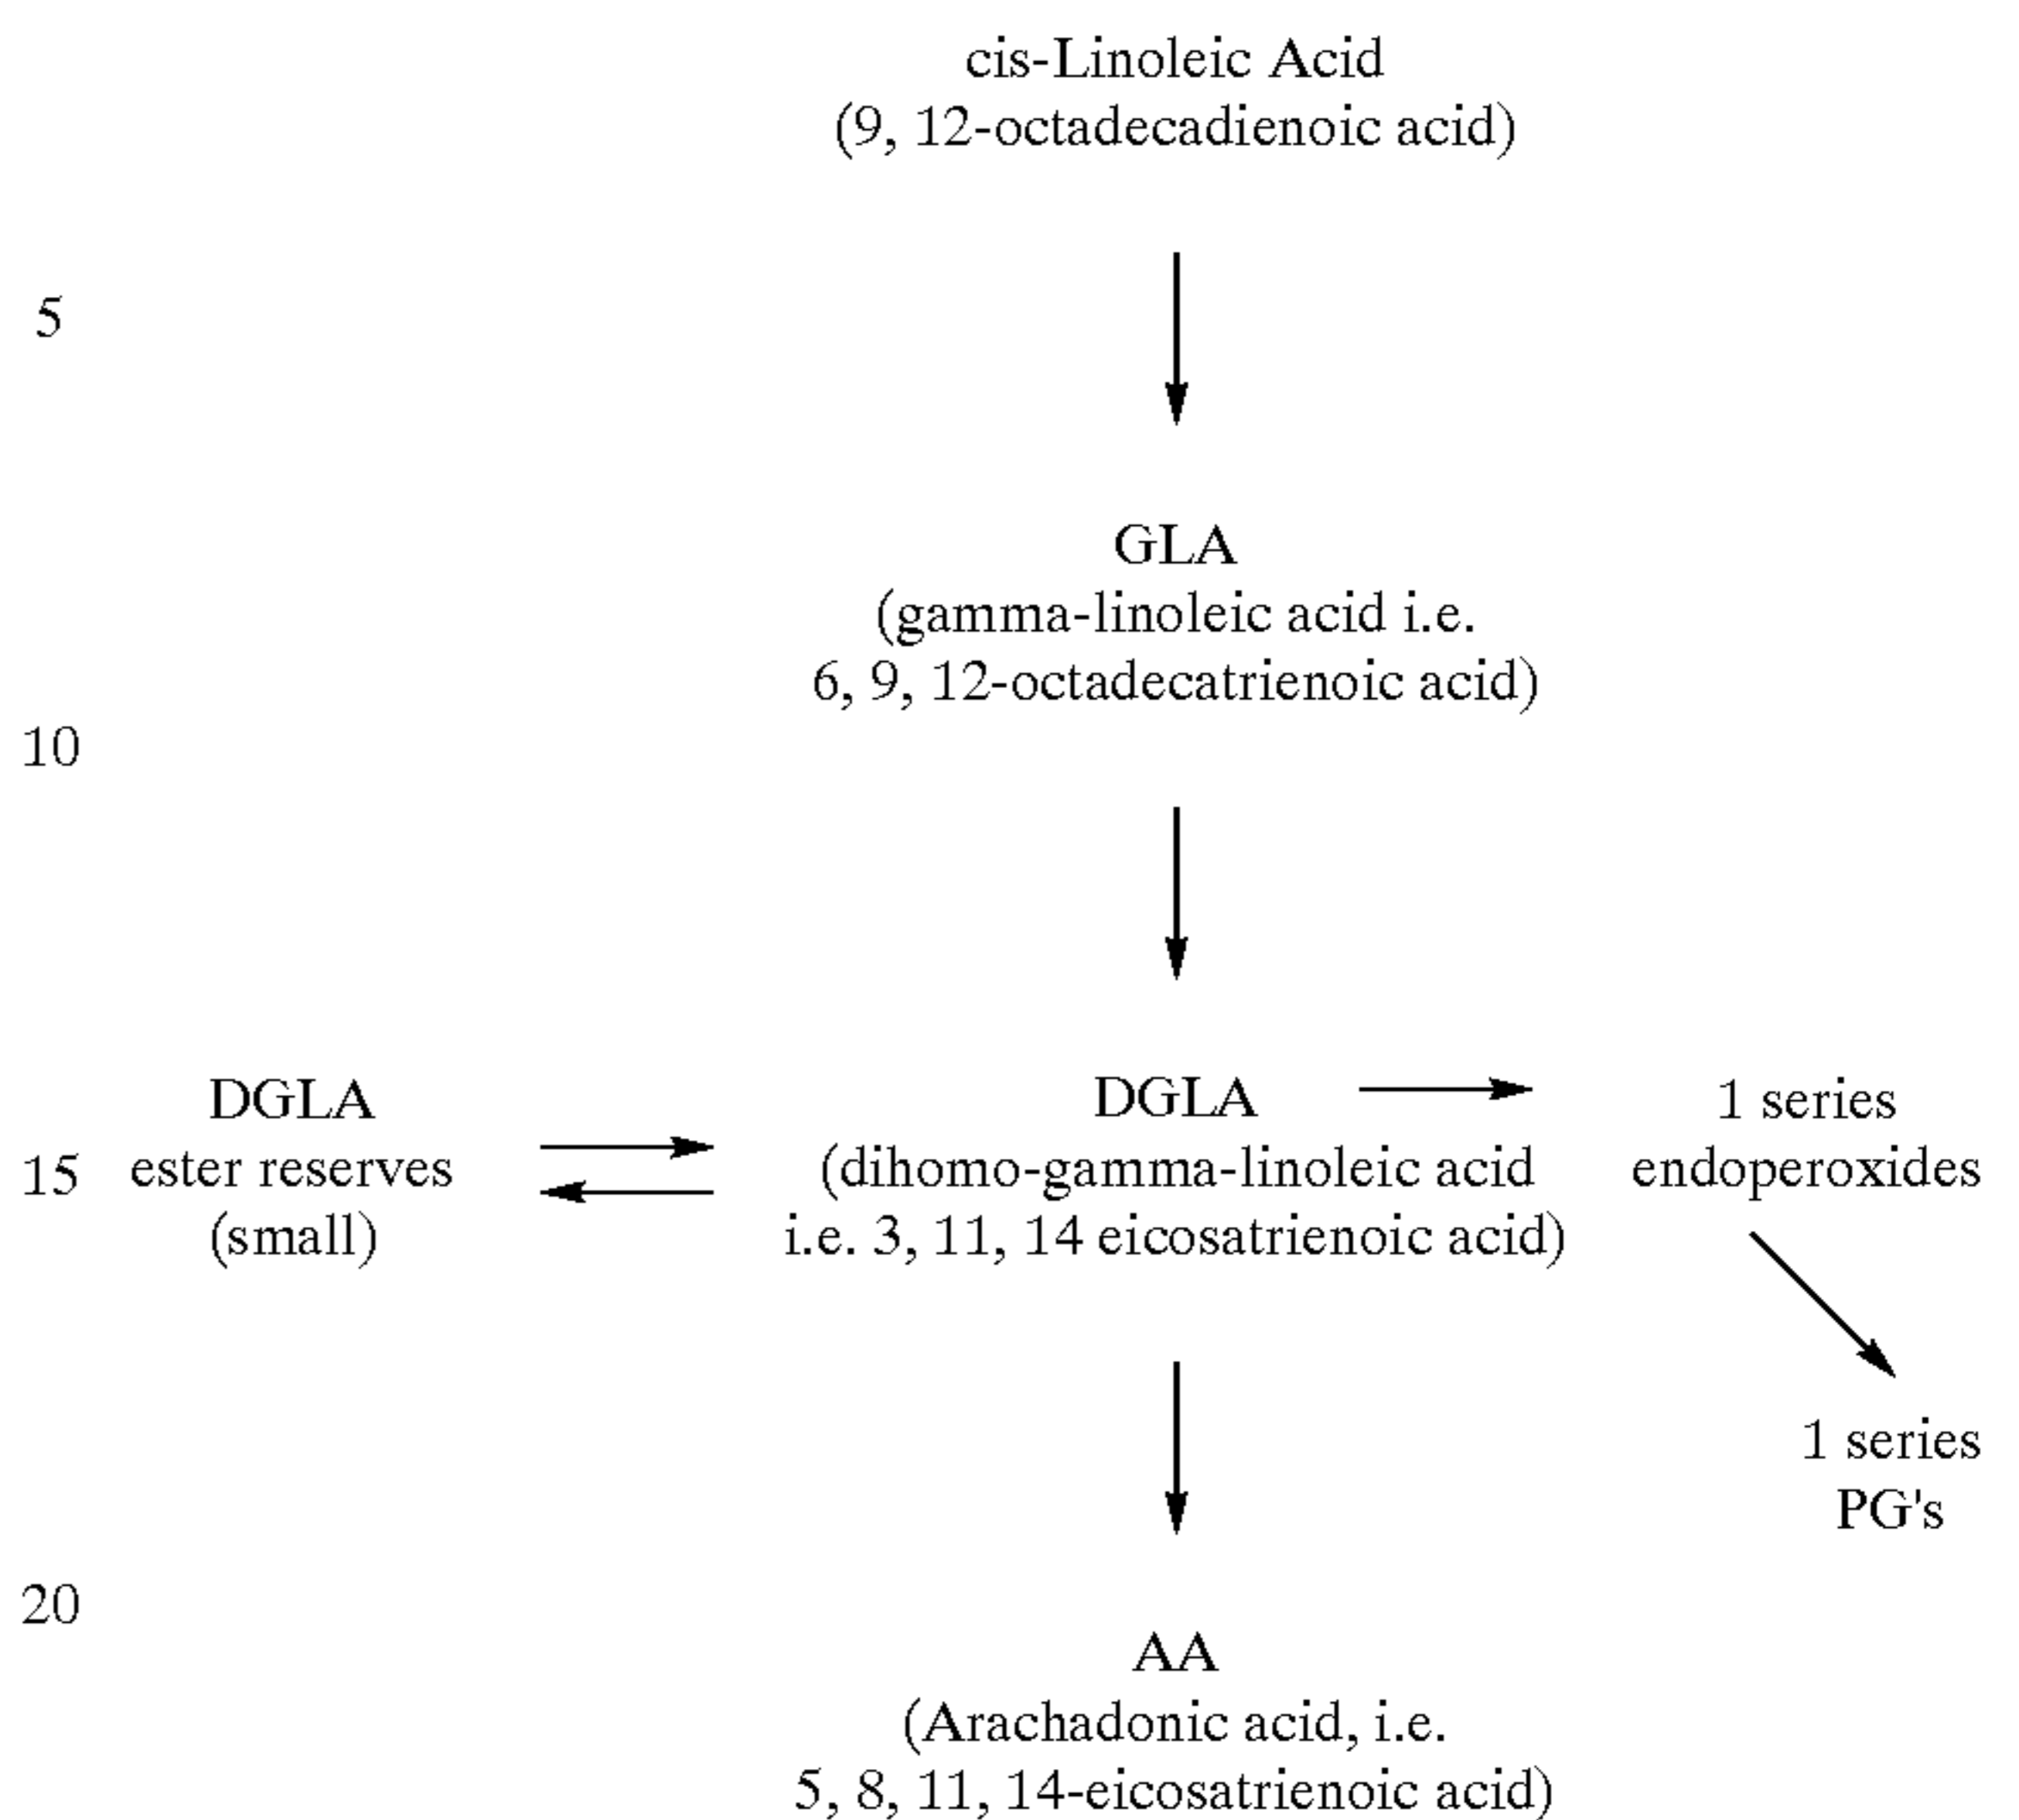 cis-Linoleic Acid
(9, 12-octadecadienoic acid)
5
GLA
(gamma-linoleic acid i.e.
6, 9, 12-octadecatrienoic acid)
10
DGLA
ester reserves
(small)
15
DGLA
(dihomo-gamma-linoleic acid
i.e. 3, 11, 14 eicosatrienoic acid)
1 series
endoperoxides
1 series
PG's
20
AA
(Arachadonic acid, i.e.
5, 8, 11, 14-eicosatrienoic acid)